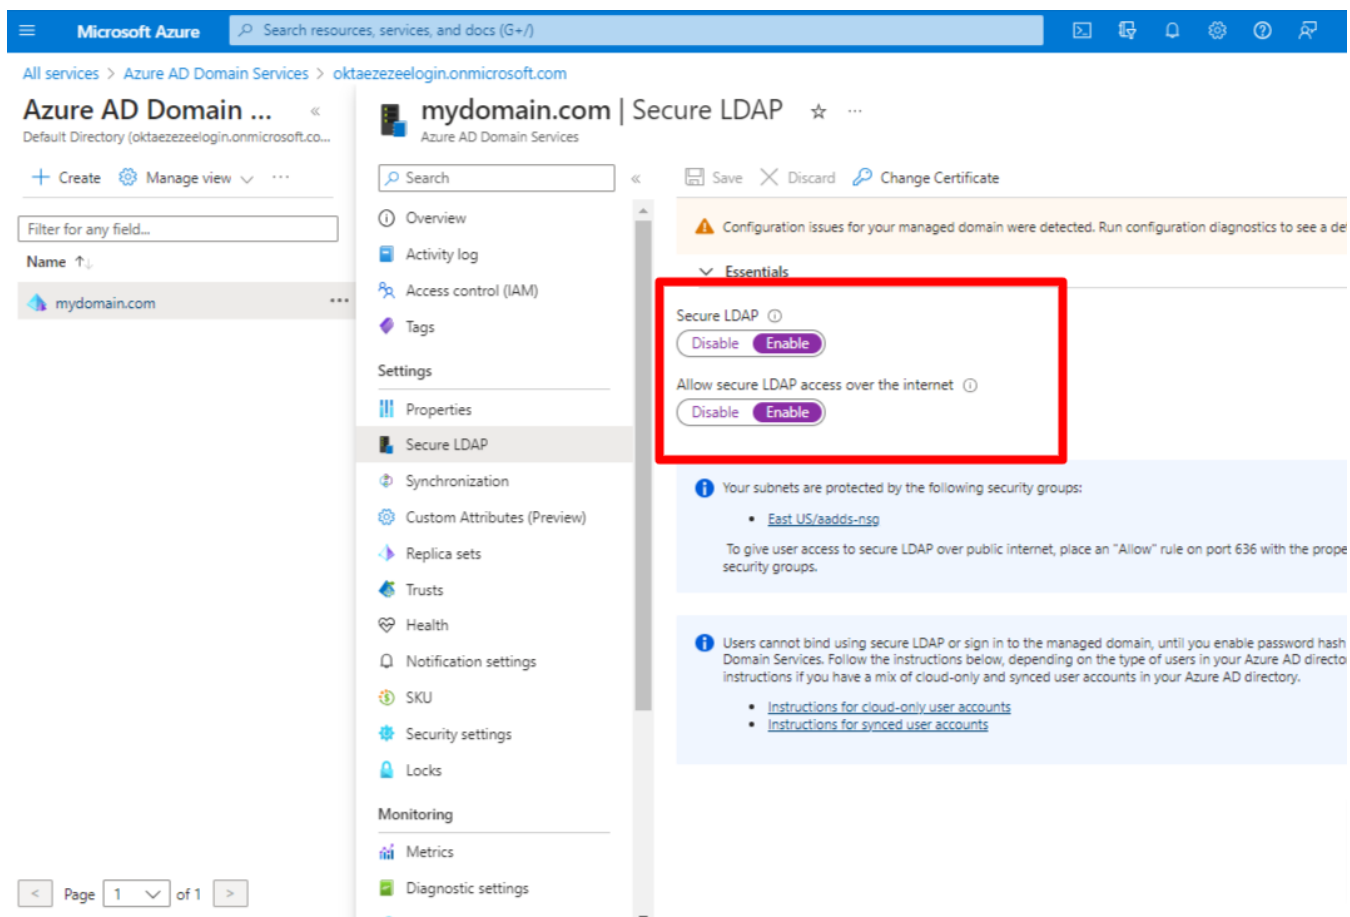 Microsoft Azure
Search resources, services, and docs (G+/)
All services > Azure AD Domain Services > oktaezezeelogin.onmicrosoft.com
Azure AD Domain ... «
Default Directory (oktaezezeelogin.onmicrosoft.co...
+ Create
Manage view
...
Filter for any field...
Name ↑↓
mydomain.com
...
< Page 1 of 1 >
mydomain.com | Secure LDAP
...
Azure AD Domain Services
Search
«
Overview
Activity log
Access control (IAM)
Tags
Settings
Properties
Secure LDAP
Synchronization
Custom Attributes (Preview)
Replica sets
Trusts
Health
Notification settings
SKU
Security settings
Locks
Monitoring
Metrics
Diagnostic settings
Save
Discard
Change Certificate
Configuration issues for your managed domain were detected. Run configuration diagnostics to see a de
Essentials
Secure LDAP
Disable Enable
Allow secure LDAP access over the internet
Disable Enable
Your subnets are protected by the following security groups:
• East US/aadds-nsg
To give user access to secure LDAP over public internet, place an "Allow" rule on port 636 with the prope
security groups.
Users cannot bind using secure LDAP or sign in to the managed domain, until you enable password hash
Domain Services. Follow the instructions below, depending on the type of users in your Azure AD directo
instructions if you have a mix of cloud-only and synced user accounts in your Azure AD directory.
• Instructions for cloud-only user accounts
• Instructions for synced user accounts